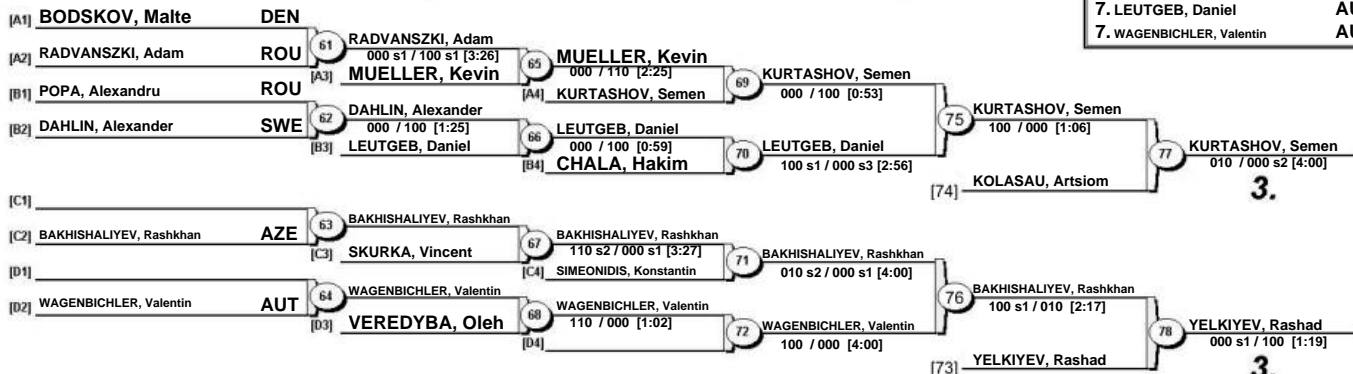 7. LEUTGEB, Daniel AU
7. WAGENBICHLER, Valentin AU
[A1] BODSKOV, Malte DEN
[A2] RADVANSZKI, Adam ROU
61 RADVANSZKI, Adam
000 s1 / 100 s1 [3:26]
[A3] MUELLER, Kevin
65 MUELLER, Kevin
000 / 110 [2:25]
[A4] KURTASHOV, Semen
69 KURTASHOV, Semen
000 / 100 [0:53]
[B1] POPA, Alexandru ROU
[B2] DAHLIN, Alexander SWE
62 DAHLIN, Alexander
000 / 100 [1:25]
[B3] LEUTGEB, Daniel
66 LEUTGEB, Daniel
000 / 100 [0:59]
[B4] CHALA, Hakim
70 LEUTGEB, Daniel
100 s1 / 000 s3 [2:56]
75 KURTASHOV, Semen
100 / 000 [1:06]
[74] KOLASAU, Artsiom
77 KURTASHOV, Semen
010 / 000 s2 [4:00]
3.
[C1]
[C2] BAKHISHALIYEV, Rashkhan AZE
63 BAKHISHALIYEV, Rashkhan
[C3] SKURKA, Vincent
67 BAKHISHALIYEV, Rashkhan
110 s2 / 000 s1 [3:27]
[C4] SIMEONIDIS, Konstantin
71 BAKHISHALIYEV, Rashkhan
010 s2 / 000 s1 [4:00]
[D1]
[D2] WAGENBICHLER, Valentin AUT
64 WAGENBICHLER, Valentin
[D3] VEREDYBA, Oleh
68 WAGENBICHLER, Valentin
110 / 000 [1:02]
[D4]
72 WAGENBICHLER, Valentin
100 / 000 [4:00]
76 BAKHISHALIYEV, Rashkhan
100 s1 / 010 [2:17]
[73] YELKIYEV, Rashad
78 YELKIYEV, Rashad
000 s1 / 100 [1:19]
3.